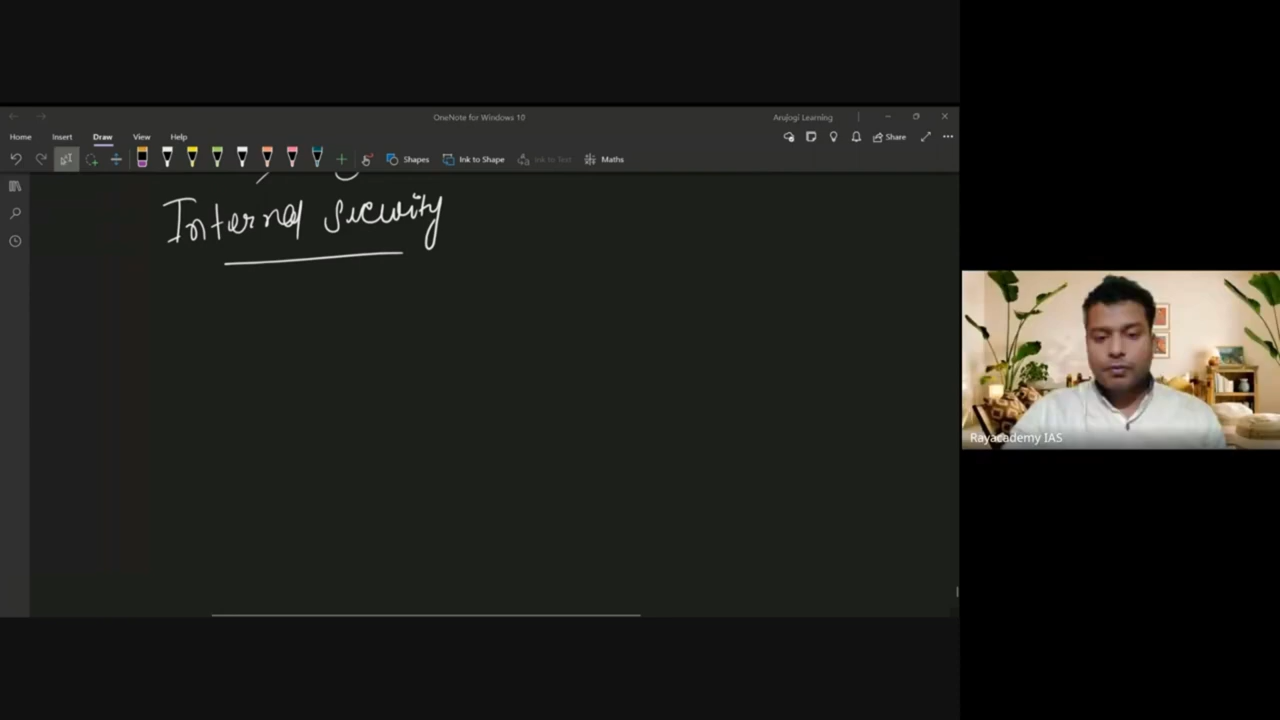 OneNote for Windows 10
Arujogi Learning
Home Insert Draw View Help
Share
Shapes Ink to Shape Ink to Text Maths
Internal Security
Rayacademy IAS